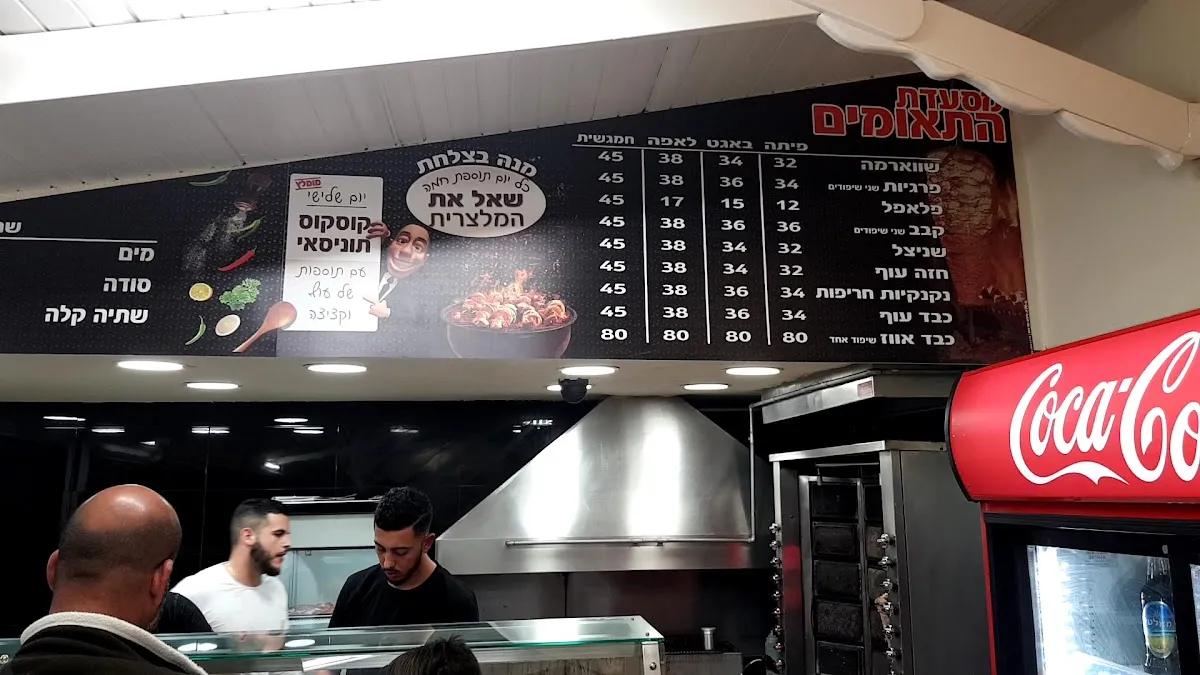 מסעדת
התאומים
פיתה באגט לאפה חמגשית
שווארמה 32 34 38 45
פרגיות שני שיפודים 34 36 38 45
פלאפל 12 15 17 45
קבב שני שיפודים 36 36 38 45
שניצל 32 34 38 45
חזה עוף 32 34 38 45
נקנקיות חריפות 34 36 38 45
כבד עוף 34 36 38 45
כבד אווז שיפוד אחד 80 80 80 80
מנה בצלחת
כל יום תוספת חמה
שאל את
המלצרית
מומלץ
יום שלישי
קוסקוס
תוניסאי
עם תוספות
של עוף
וקציצה
מים
סודה
שתיה קלה
Coca-Co